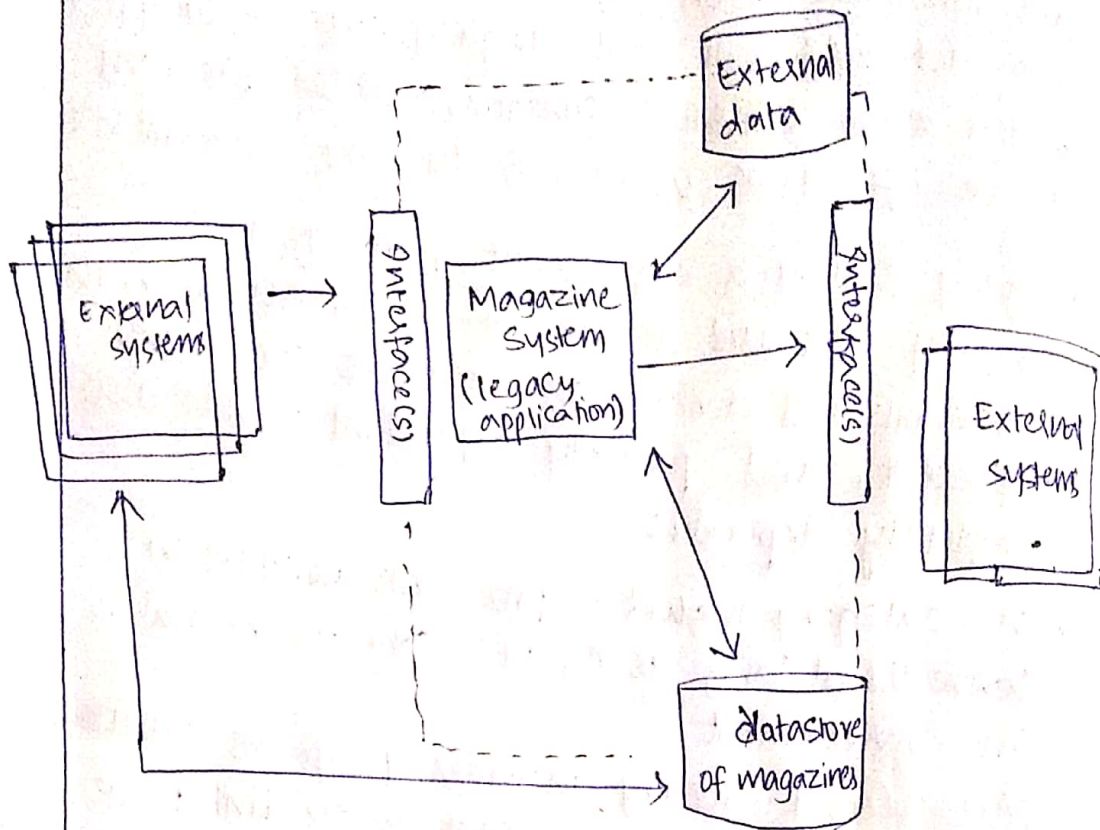 External
data
Interface(s)
Magazine
System
(legacy
application)
Interface(s)
External
Systems
External
systems
datastore
of magazines